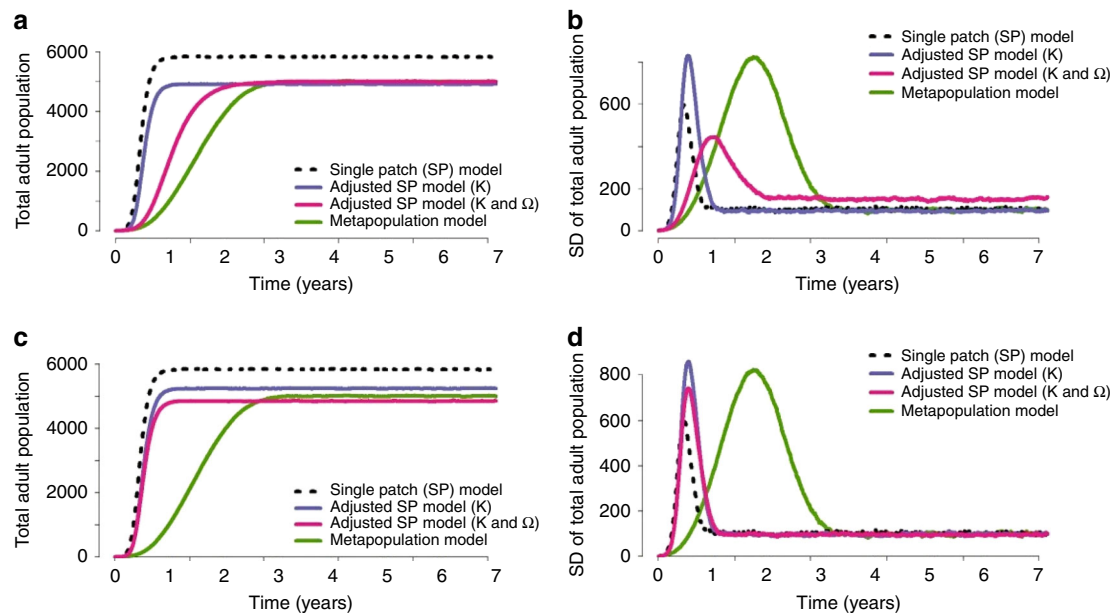 a
Total adult population
6000
4000
2000
0
0 1 2 3 4 5 6 7
Time (years)
Single patch (SP) model
Adjusted SP model (K)
Adjusted SP model (K and Ω)
Metapopulation model
b
SD of total adult population
600
200
0
0 1 2 3 4 5 6 7
Time (years)
Single patch (SP) model
Adjusted SP model (K)
Adjusted SP model (K and Ω)
Metapopulation model
c
Total adult population
6000
4000
2000
0
0 1 2 3 4 5 6 7
Time (years)
Single patch (SP) model
Adjusted SP model (K)
Adjusted SP model (K and Ω)
Metapopulation model
d
SD of total adult population
800
600
400
200
0
0 1 2 3 4 5 6 7
Time (years)
Single patch (SP) model
Adjusted SP model (K)
Adjusted SP model (K and Ω)
Metapopulation model